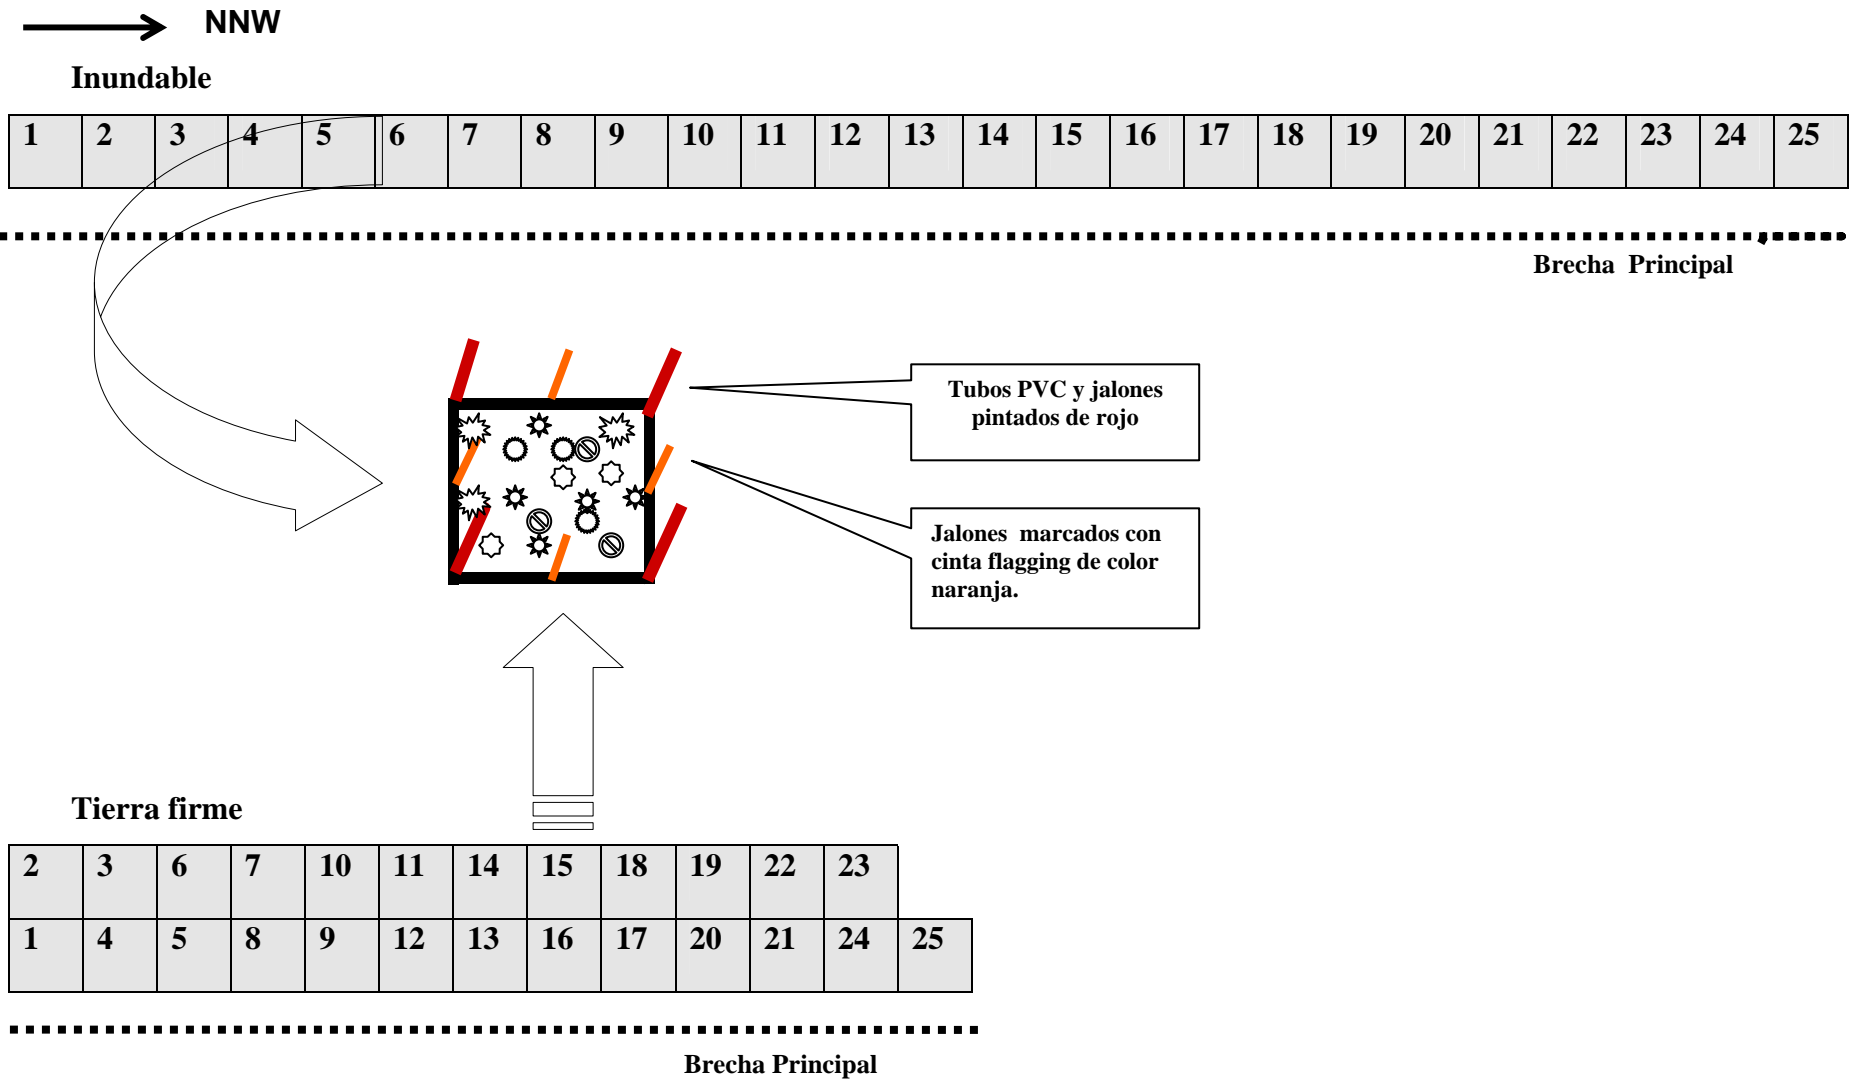 NNW
Inundable
1 2 3 4 5 6 7 8 9 10 11 12 13 14 15 16 17 18 19 20 21 22 23 24 25
Brecha Principal
Tubos PVC y jalones
pintados de rojo
Jalones marcados con
cinta flagging de color
naranja.
Tierra firme
2 3 6 7 10 11 14 15 18 19 22 23
1 4 5 8 9 12 13 16 17 20 21 24 25
Brecha Principal